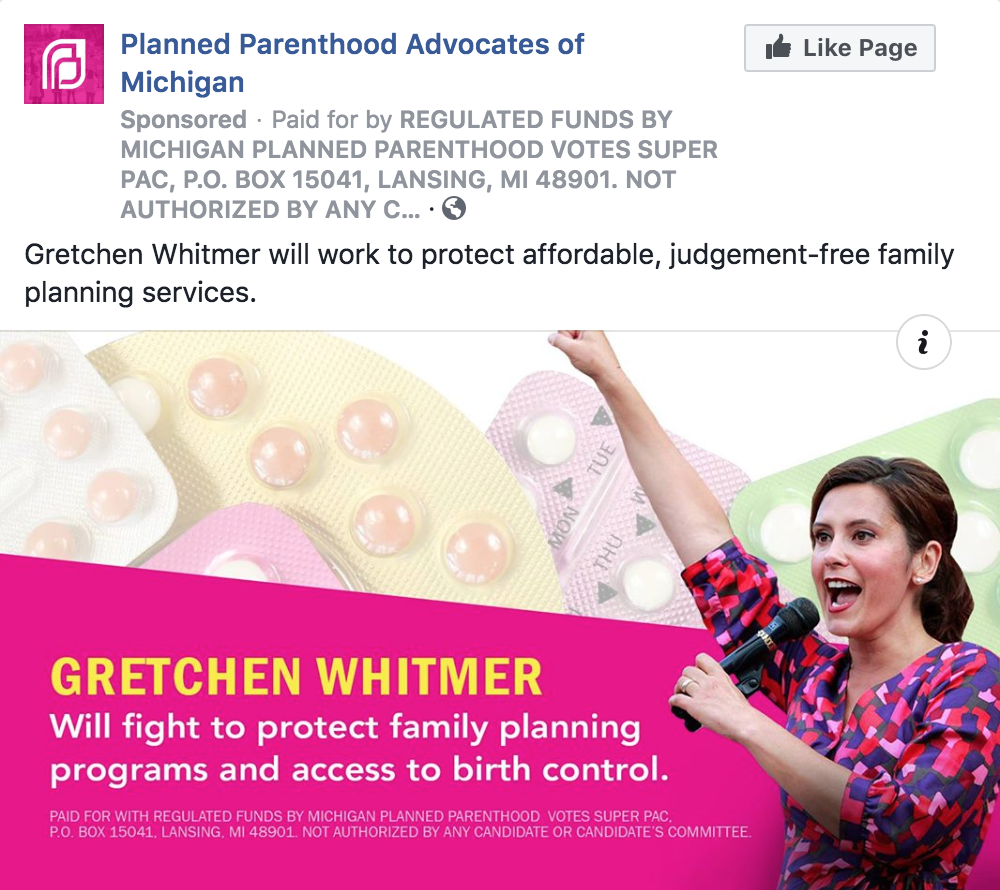 Planned Parenthood Advocates of
Michigan
Like Page
Sponsored · Paid for by REGULATED FUNDS BY
MICHIGAN PLANNED PARENTHOOD VOTES SUPER
PAC, P.O. BOX 15041, LANSING, MI 48901. NOT
AUTHORIZED BY ANY C... ·
Gretchen Whitmer will work to protect affordable, judgement-free family
planning services.
i
TUE
MON
THU
W
GRETCHEN WHITMER
Will fight to protect family planning
programs and access to birth control.
PAID FOR WITH REGULATED FUNDS BY MICHIGAN PLANNED PARENTHOOD VOTES SUPER PAC,
P.O. BOX 15041, LANSING, MI 48901. NOT AUTHORIZED BY ANY CANDIDATE OR CANDIDATE'S COMMITTEE.